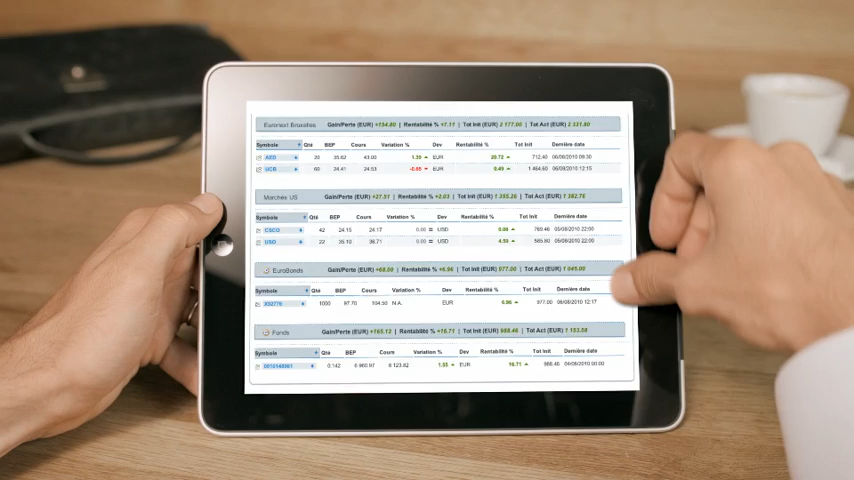 Euronext Bruxelles Gain/Perte (EUR) +154.80 | Rentabilité % +7.11 | Tot Init (EUR) 2 177.00 | Tot Act (EUR) 2 331.80
Symbole Qté BEP Cours Variation % Dev Rentabilité % Tot Init Dernière date
AED 20 35.62 43.00 1.30 EUR 20.72 712.40 06/08/2010 09:30
UCB 60 24.41 24.53 -0.65 EUR 0.49 1 464.60 06/08/2010 12:15
Marchés US Gain/Perte (EUR) +27.51 | Rentabilité % +2.03 | Tot Init (EUR) 1 355.26 | Tot Act (EUR) 1 382.76
Symbole Qté BEP Cours Variation % Dev Rentabilité % Tot Init Dernière date
CSCO 42 24.15 24.17 0.00 = USD 0.08 769.46 05/08/2010 22:00
USO 22 35.10 36.71 0.00 = USD 4.59 585.80 05/08/2010 22:00
EuroBonds Gain/Perte (EUR) +68.00 | Rentabilité % +6.96 | Tot Init (EUR) 977.00 | Tot Act (EUR) 1 045.00
Symbole Qté BEP Cours Variation % Dev Rentabilité % Tot Init Dernière date
1000 97.70 104.50 N.A. EUR 6.96 977.00 06/08/2010 12:17
Fonds Gain/Perte (EUR) +165.12 | Rentabilité % +16.71 | Tot Init (EUR) 988.46 | Tot Act (EUR) 1 153.58
Symbole Qté BEP Cours Variation % Dev Rentabilité % Tot Init Dernière date
0.142 6 960.97 8 123.82 1.55 EUR 16.71 988.46 04/08/2010 00:00